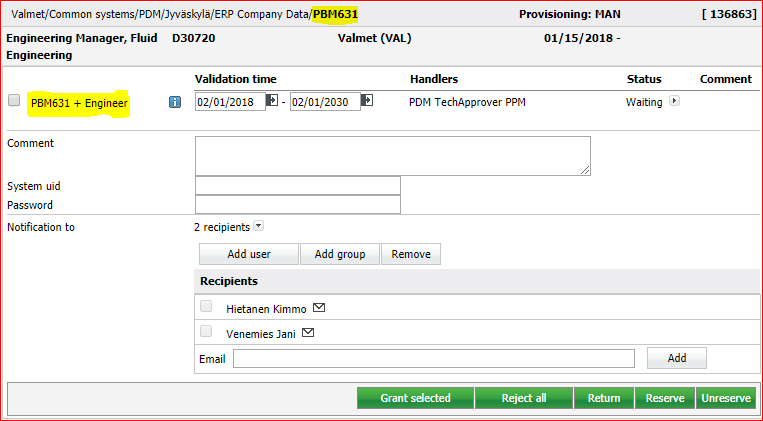 Valmet/Common systems/PDM/Jyväskylä/ERP Company Data/PBM631 Provisioning: MAN [ 136863]
Engineering Manager, Fluid D30720 Valmet (VAL) 01/15/2018 -
Engineering
Validation time Handlers Status Comment
PBM631 + Engineer i 02/01/2018 - 02/01/2030 PDM TechApprover PPM Waiting
Comment
System uid
Password
Notification to 2 recipients
Add user Add group Remove
Recipients
Hietanen Kimmo
Venemies Jani
Email Add
Grant selected Reject all Return Reserve Unreserve